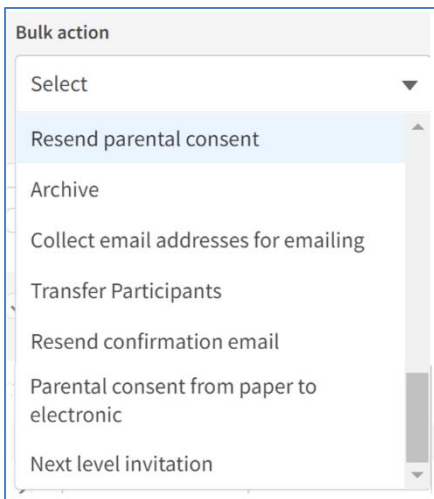 Bulk action
Select
Resend parental consent
Archive
Collect email addresses for emailing
Transfer Participants
Resend confirmation email
Parental consent from paper to
electronic
Next level invitation